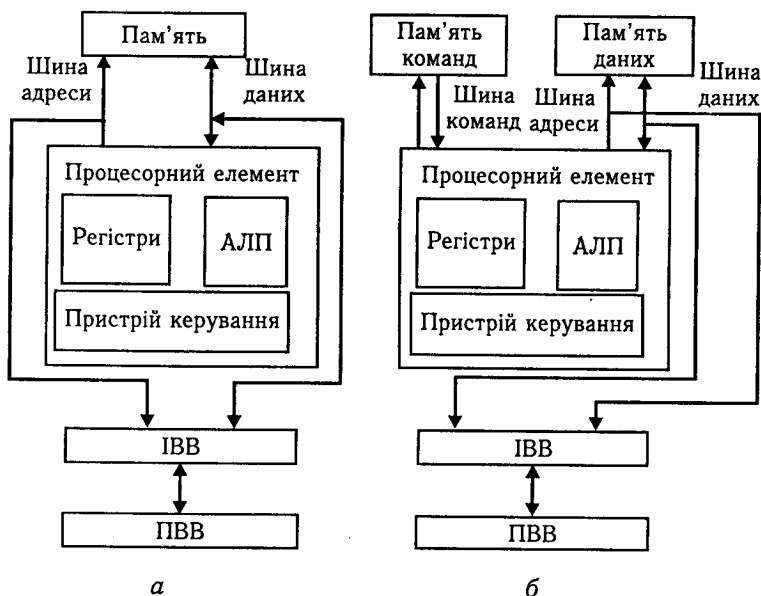 Пам'ять
Шина
адреси
Шина
даних
Процесорний елемент
Регістри
АЛП
Пристрій керування
ІВВ
ПВВ
а
Пам'ять
команд
Пам'ять
даних
Шина
команд
Шина
адреси
Шина
даних
Процесорний елемент
Регістри
АЛП
Пристрій керування
ІВВ
ПВВ
б